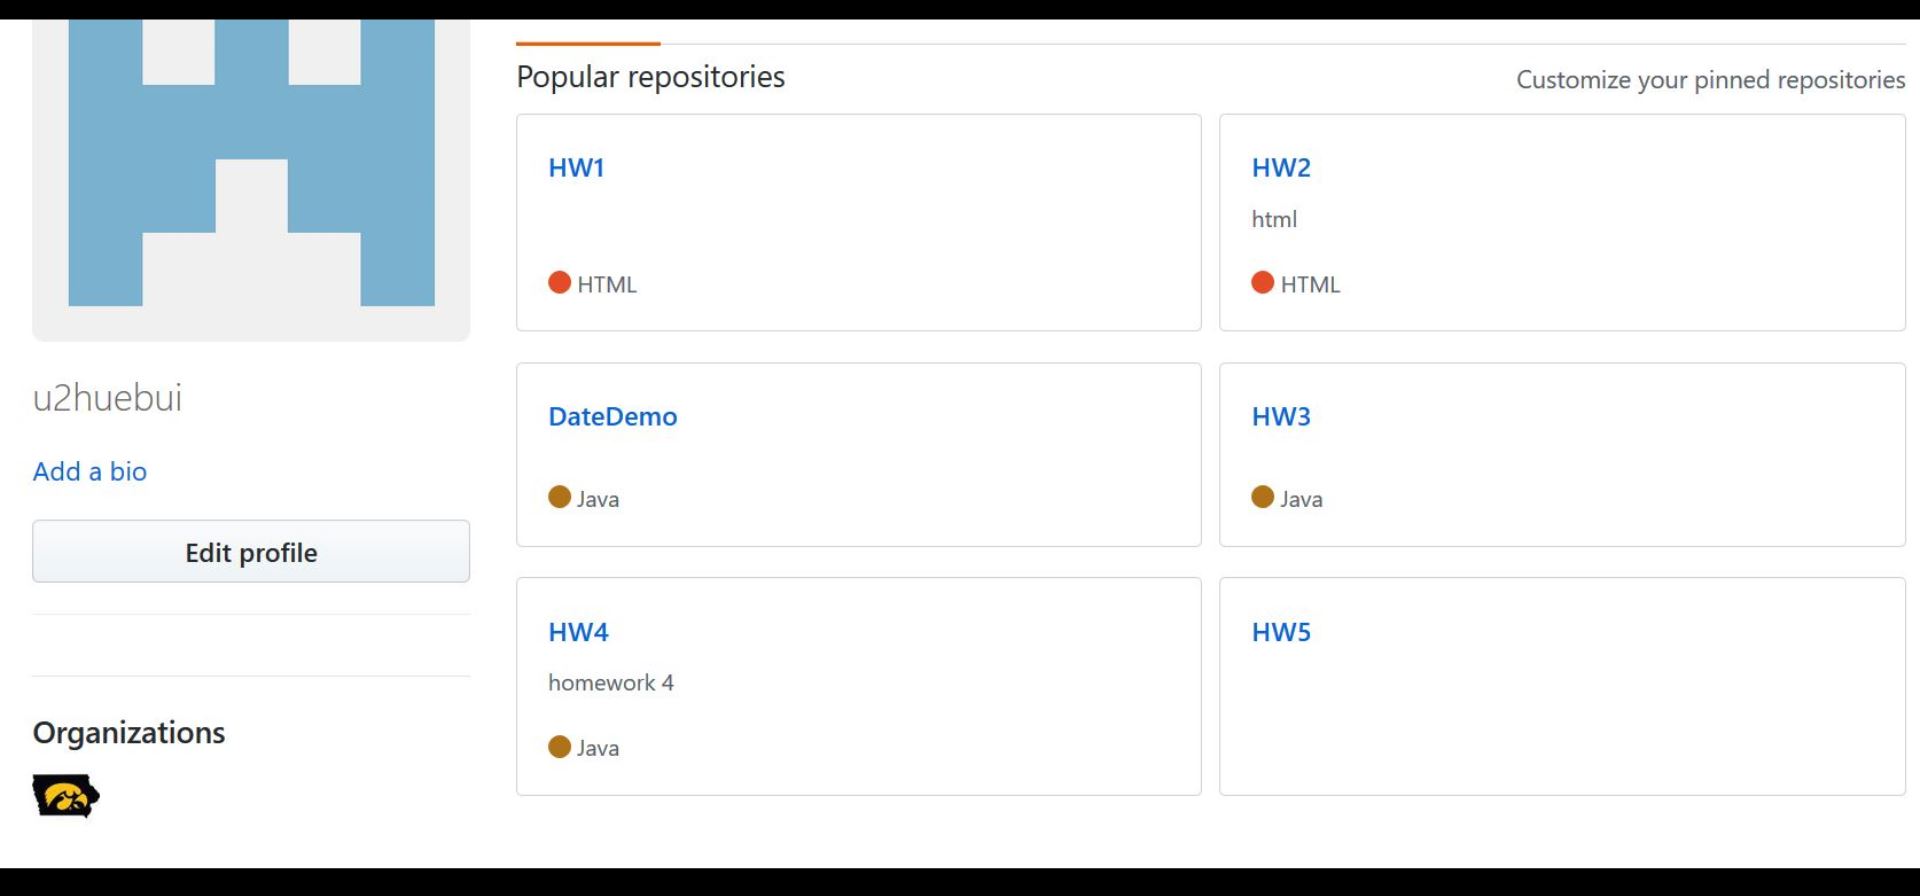 Popular repositories
Customize your pinned repositories
HW1
HTML
HW2
html
HTML
u2huebui
Add a bio
Edit profile
DateDemo
Java
HW3
Java
HW4
homework 4
Java
HW5
Organizations